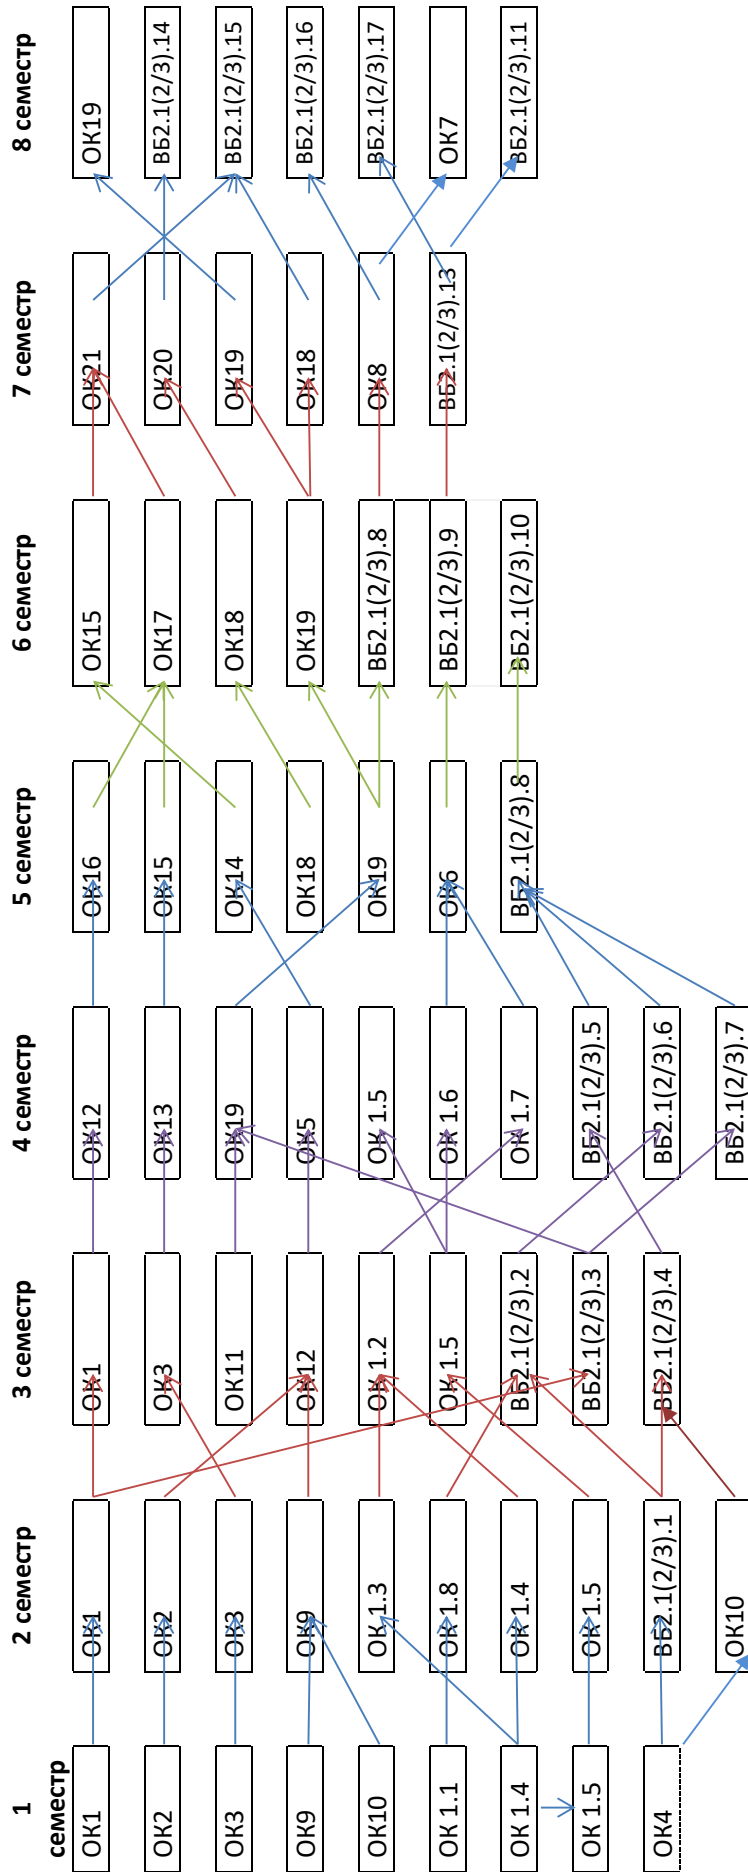 1
семестр
ОК1
ОК2
ОК3
ОК9
ОК10
ОК 1.1
ОК 1.4
ОК 1.5
ОК4
2 семестр
ОК1
ОК2
ОК3
ОК9
ОК 1.3
ОК 1.8
ОК 1.4
ОК 1.5
ВБ2.1(2/3).1
ОК10
3 семестр
ОК1
ОК3
ОК11
ОК12
ОК 1.2
ОК 1.5
ВБ2.1(2/3).2
ВБ2.1(2/3).3
ВБ2.1(2/3).4
4 семестр
ОК12
ОК13
ОК19
ОК5
ОК 1.5
ОК 1.6
ОК 1.7
ВБ2.1(2/3).5
ВБ2.1(2/3).6
ВБ2.1(2/3).7
5 семестр
ОК16
ОК15
ОК14
ОК18
ОК19
ОК6
ВБ2.1(2/3).8
6 семестр
ОК15
ОК17
ОК18
ОК19
ВБ2.1(2/3).8
ВБ2.1(2/3).9
ВБ2.1(2/3).10
7 семестр
ОК21
ОК20
ОК19
ОК18
ОК8
ВБ2.1(2/3).13
8 семестр
ОК19
ВБ2.1(2/3).14
ВБ2.1(2/3).15
ВБ2.1(2/3).16
ВБ2.1(2/3).17
ОК7
ВБ2.1(2/3).11